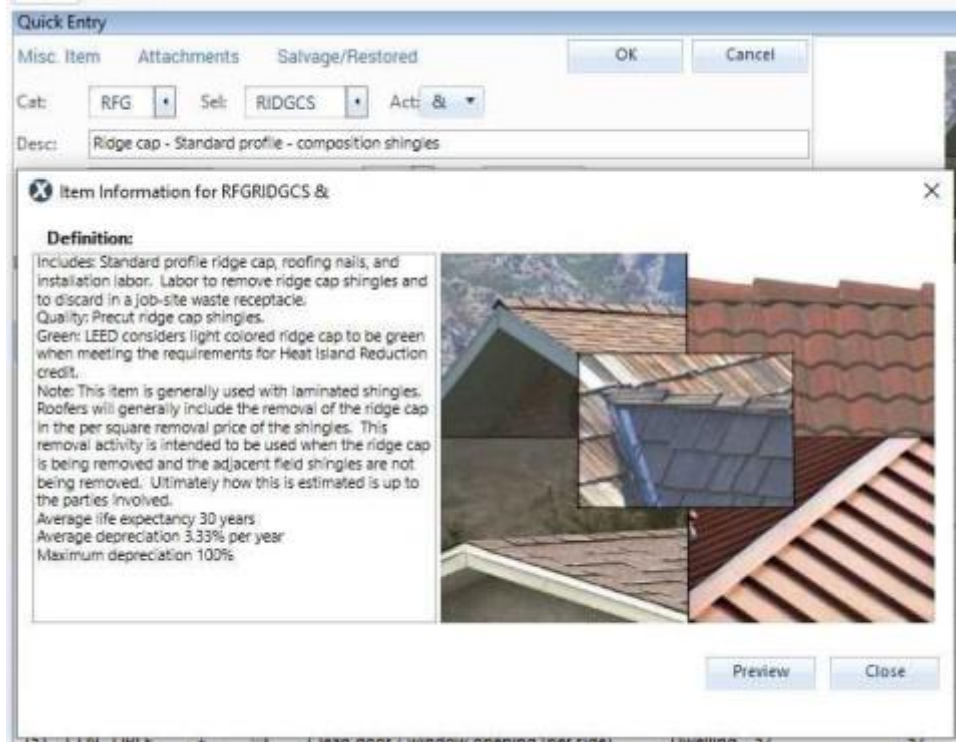 Quick Entry
Misc. Item Attachments Salvage/Restored OK Cancel
Cat: RFG Sel: RIDGCS Act: &
Desc: Ridge cap - Standard profile - composition shingles
Item Information for RFGRIDGCS &
Definition:
Includes: Standard profile ridge cap, roofing nails, and
installation labor. Labor to remove ridge cap shingles and
to discard in a job-site waste receptacle.
Quality: Precut ridge cap shingles.
Green: LEED considers light colored ridge cap to be green
when meeting the requirements for Heat Island Reduction
credit.
Note: This item is generally used with laminated shingles.
Roofers will generally include the removal of the ridge cap
in the per square removal price of the shingles. This
removal activity is intended to be used when the ridge cap
is being removed and the adjacent field shingles are not
being removed. Ultimately how this is estimated is up to
the parties involved.
Average life expectancy 30 years
Average depreciation 3.33% per year
Maximum depreciation 100%
Preview Close
Clean door / window opening (per side) Dwelling